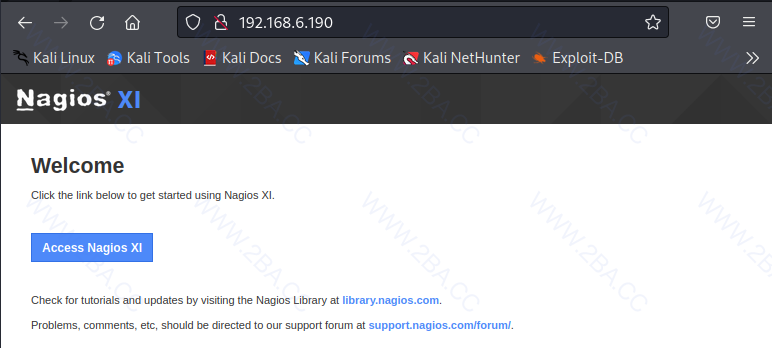 192.168.6.190
Kali Linux Kali Tools Kali Docs Kali Forums Kali NetHunter Exploit-DB
Nagios® XI
Welcome
Click the link below to get started using Nagios XI.
Access Nagios XI
Check for tutorials and updates by visiting the Nagios Library at library.nagios.com.
Problems, comments, etc, should be directed to our support forum at support.nagios.com/forum/.
WWW.2BA.CC